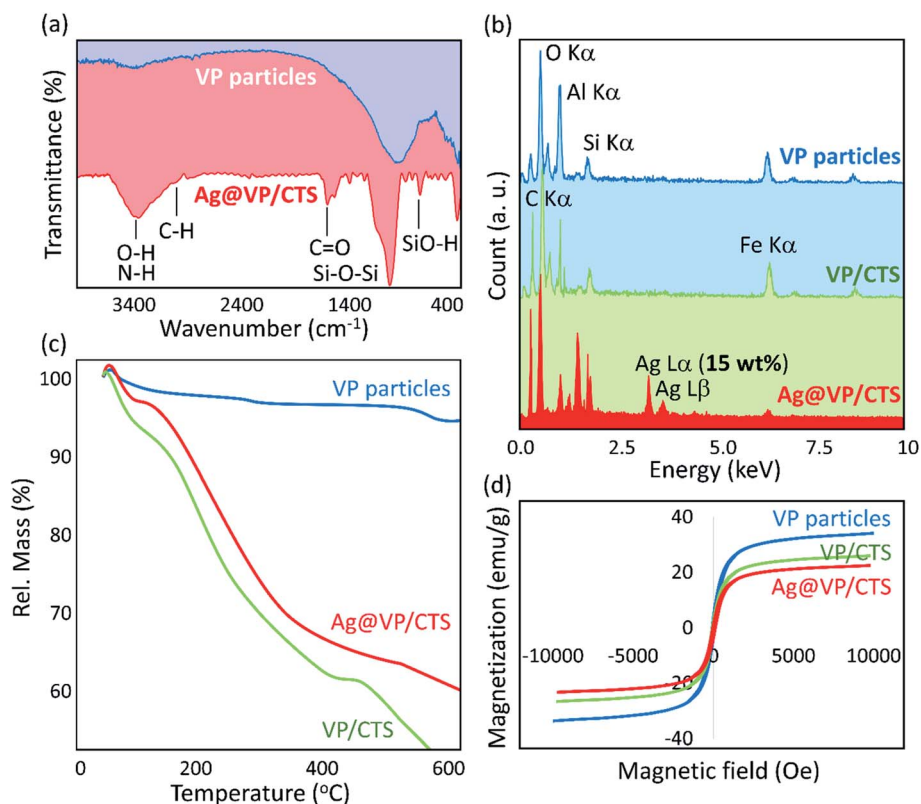 (a)
VP particles
Ag@VP/CTS
O-H
N-H
C-H
C=O
Si-O-Si
SiO-H
3400 2400 1400 400
Wavenumber (cm⁻¹)
Transmittance (%)
(b)
O Kα
Al Kα
Si Kα
VP particles
C Kα
Fe Kα
VP/CTS
Ag Lα (15 wt%)
Ag Lβ
Ag@VP/CTS
0.0 2.5 5.0 7.5 10
Energy (keV)
Count (a. u.)
(c)
100
90
80
70
60
VP particles
Ag@VP/CTS
VP/CTS
0 200 400 600
Temperature (°C)
Rel. Mass (%)
(d)
40
VP particles
VP/CTS
20
Ag@VP/CTS
0
-10000 -5000 0 5000 10000
-20
-40
Magnetic field (Oe)
Magnetization (emu/g)